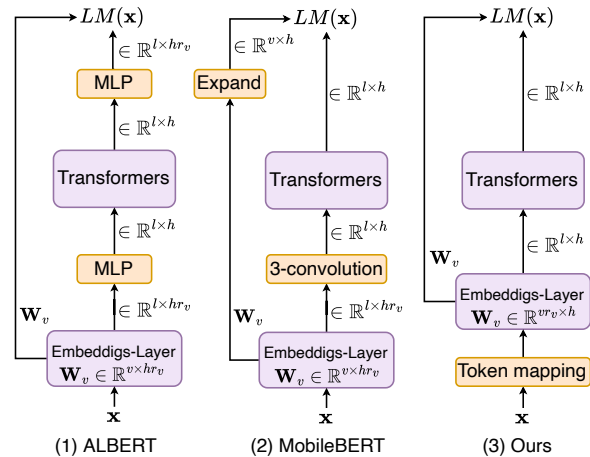 LM(x)
∈ ℝ^{l×hr_v}
MLP
∈ ℝ^{l×h}
Transformers
∈ ℝ^{l×h}
MLP
∈ ℝ^{l×hr_v}
W_v
Embeddigs-Layer
W_v ∈ ℝ^{v×hr_v}
x
(1) ALBERT
LM(x)
∈ ℝ^{v×h}
Expand
∈ ℝ^{l×h}
Transformers
∈ ℝ^{l×h}
3-convolution
∈ ℝ^{l×hr_v}
W_v
Embeddigs-Layer
W_v ∈ ℝ^{v×hr_v}
x
(2) MobileBERT
LM(x)
∈ ℝ^{l×h}
Transformers
∈ ℝ^{l×h}
W_v
Embeddigs-Layer
W_v ∈ ℝ^{vr_v×h}
Token mapping
x
(3) Ours